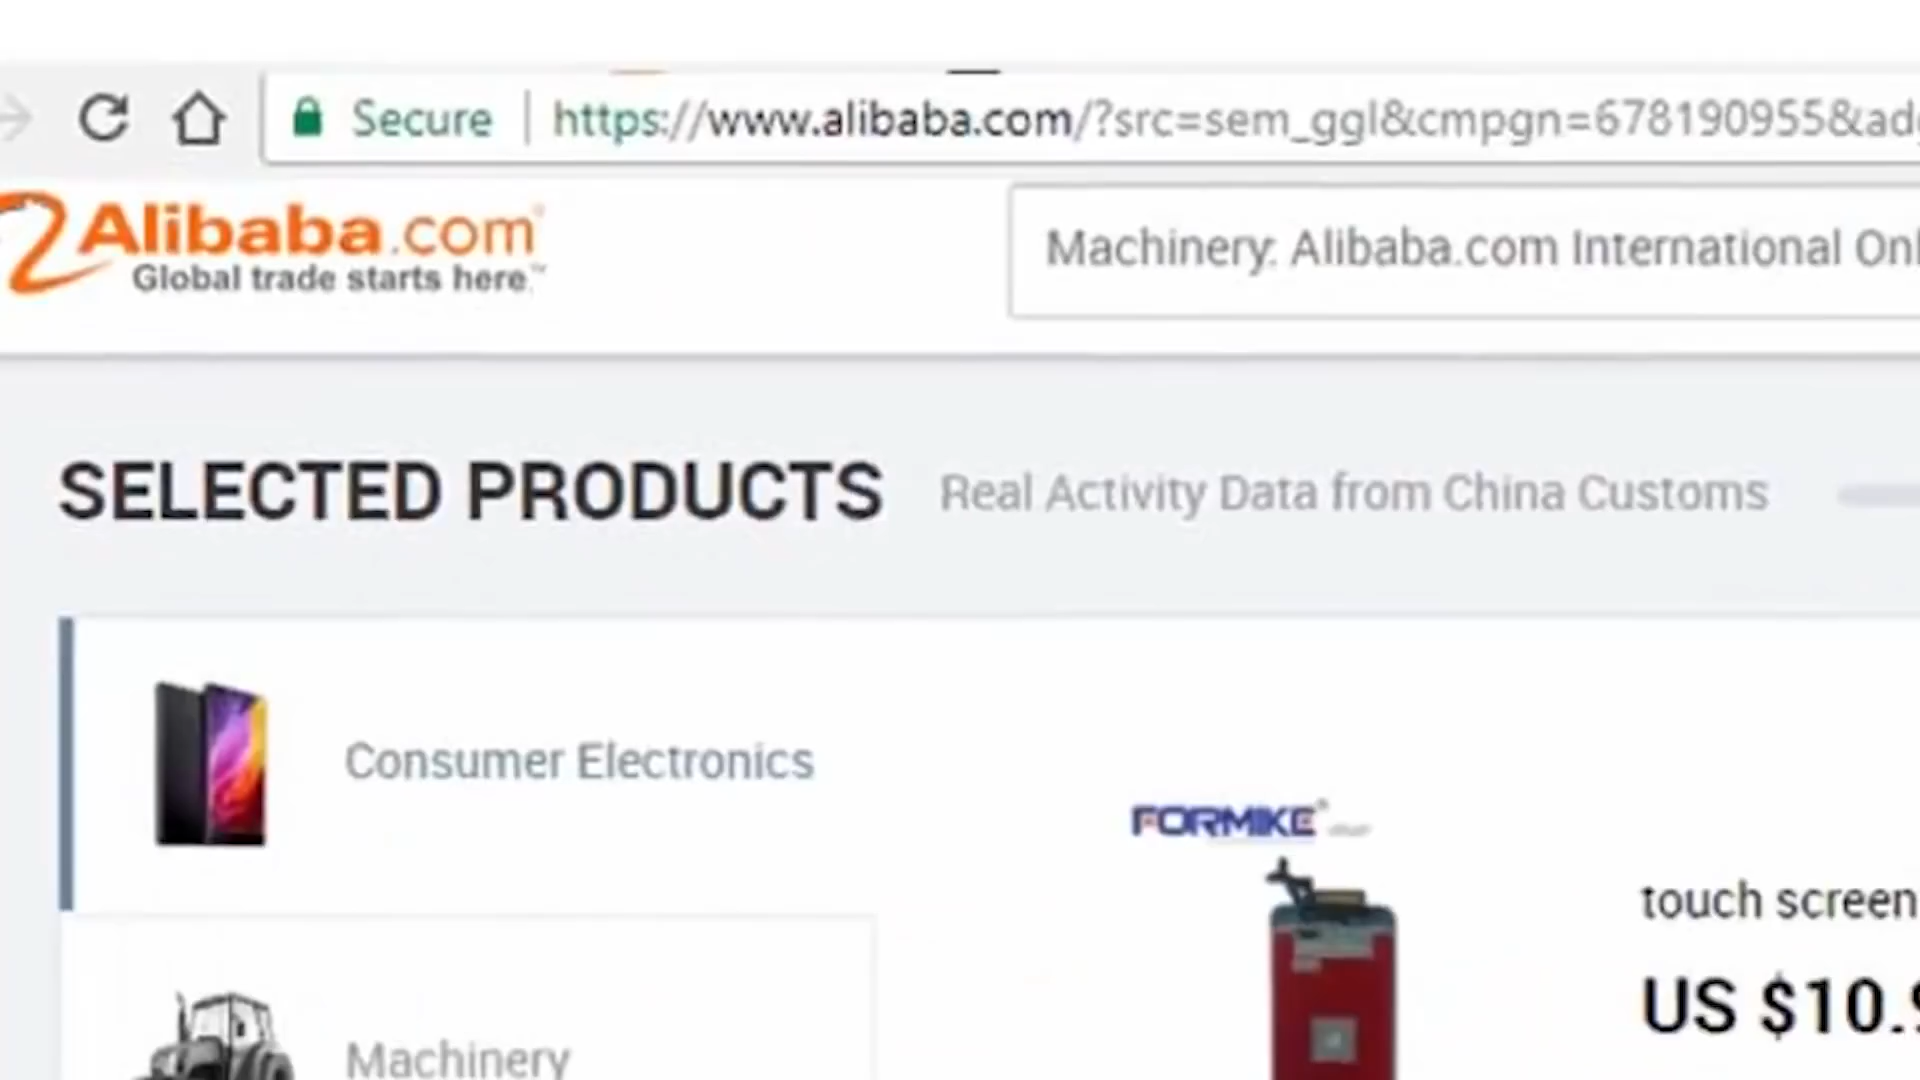 Secure https://www.alibaba.com/?src=sem_ggl&cmpgn=678190955&ad
Alibaba.com
Global trade starts here.™
Machinery: Alibaba.com International Onl
SELECTED PRODUCTS Real Activity Data from China Customs
Consumer Electronics
FORMIKE
touch screen
US $10.9
Machinery